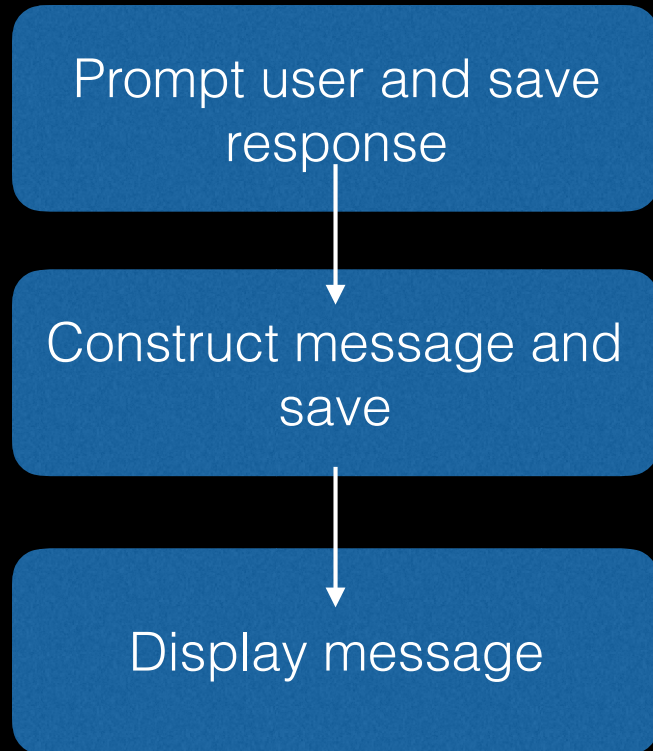 Prompt user and save
response
Construct message and
save
Display message